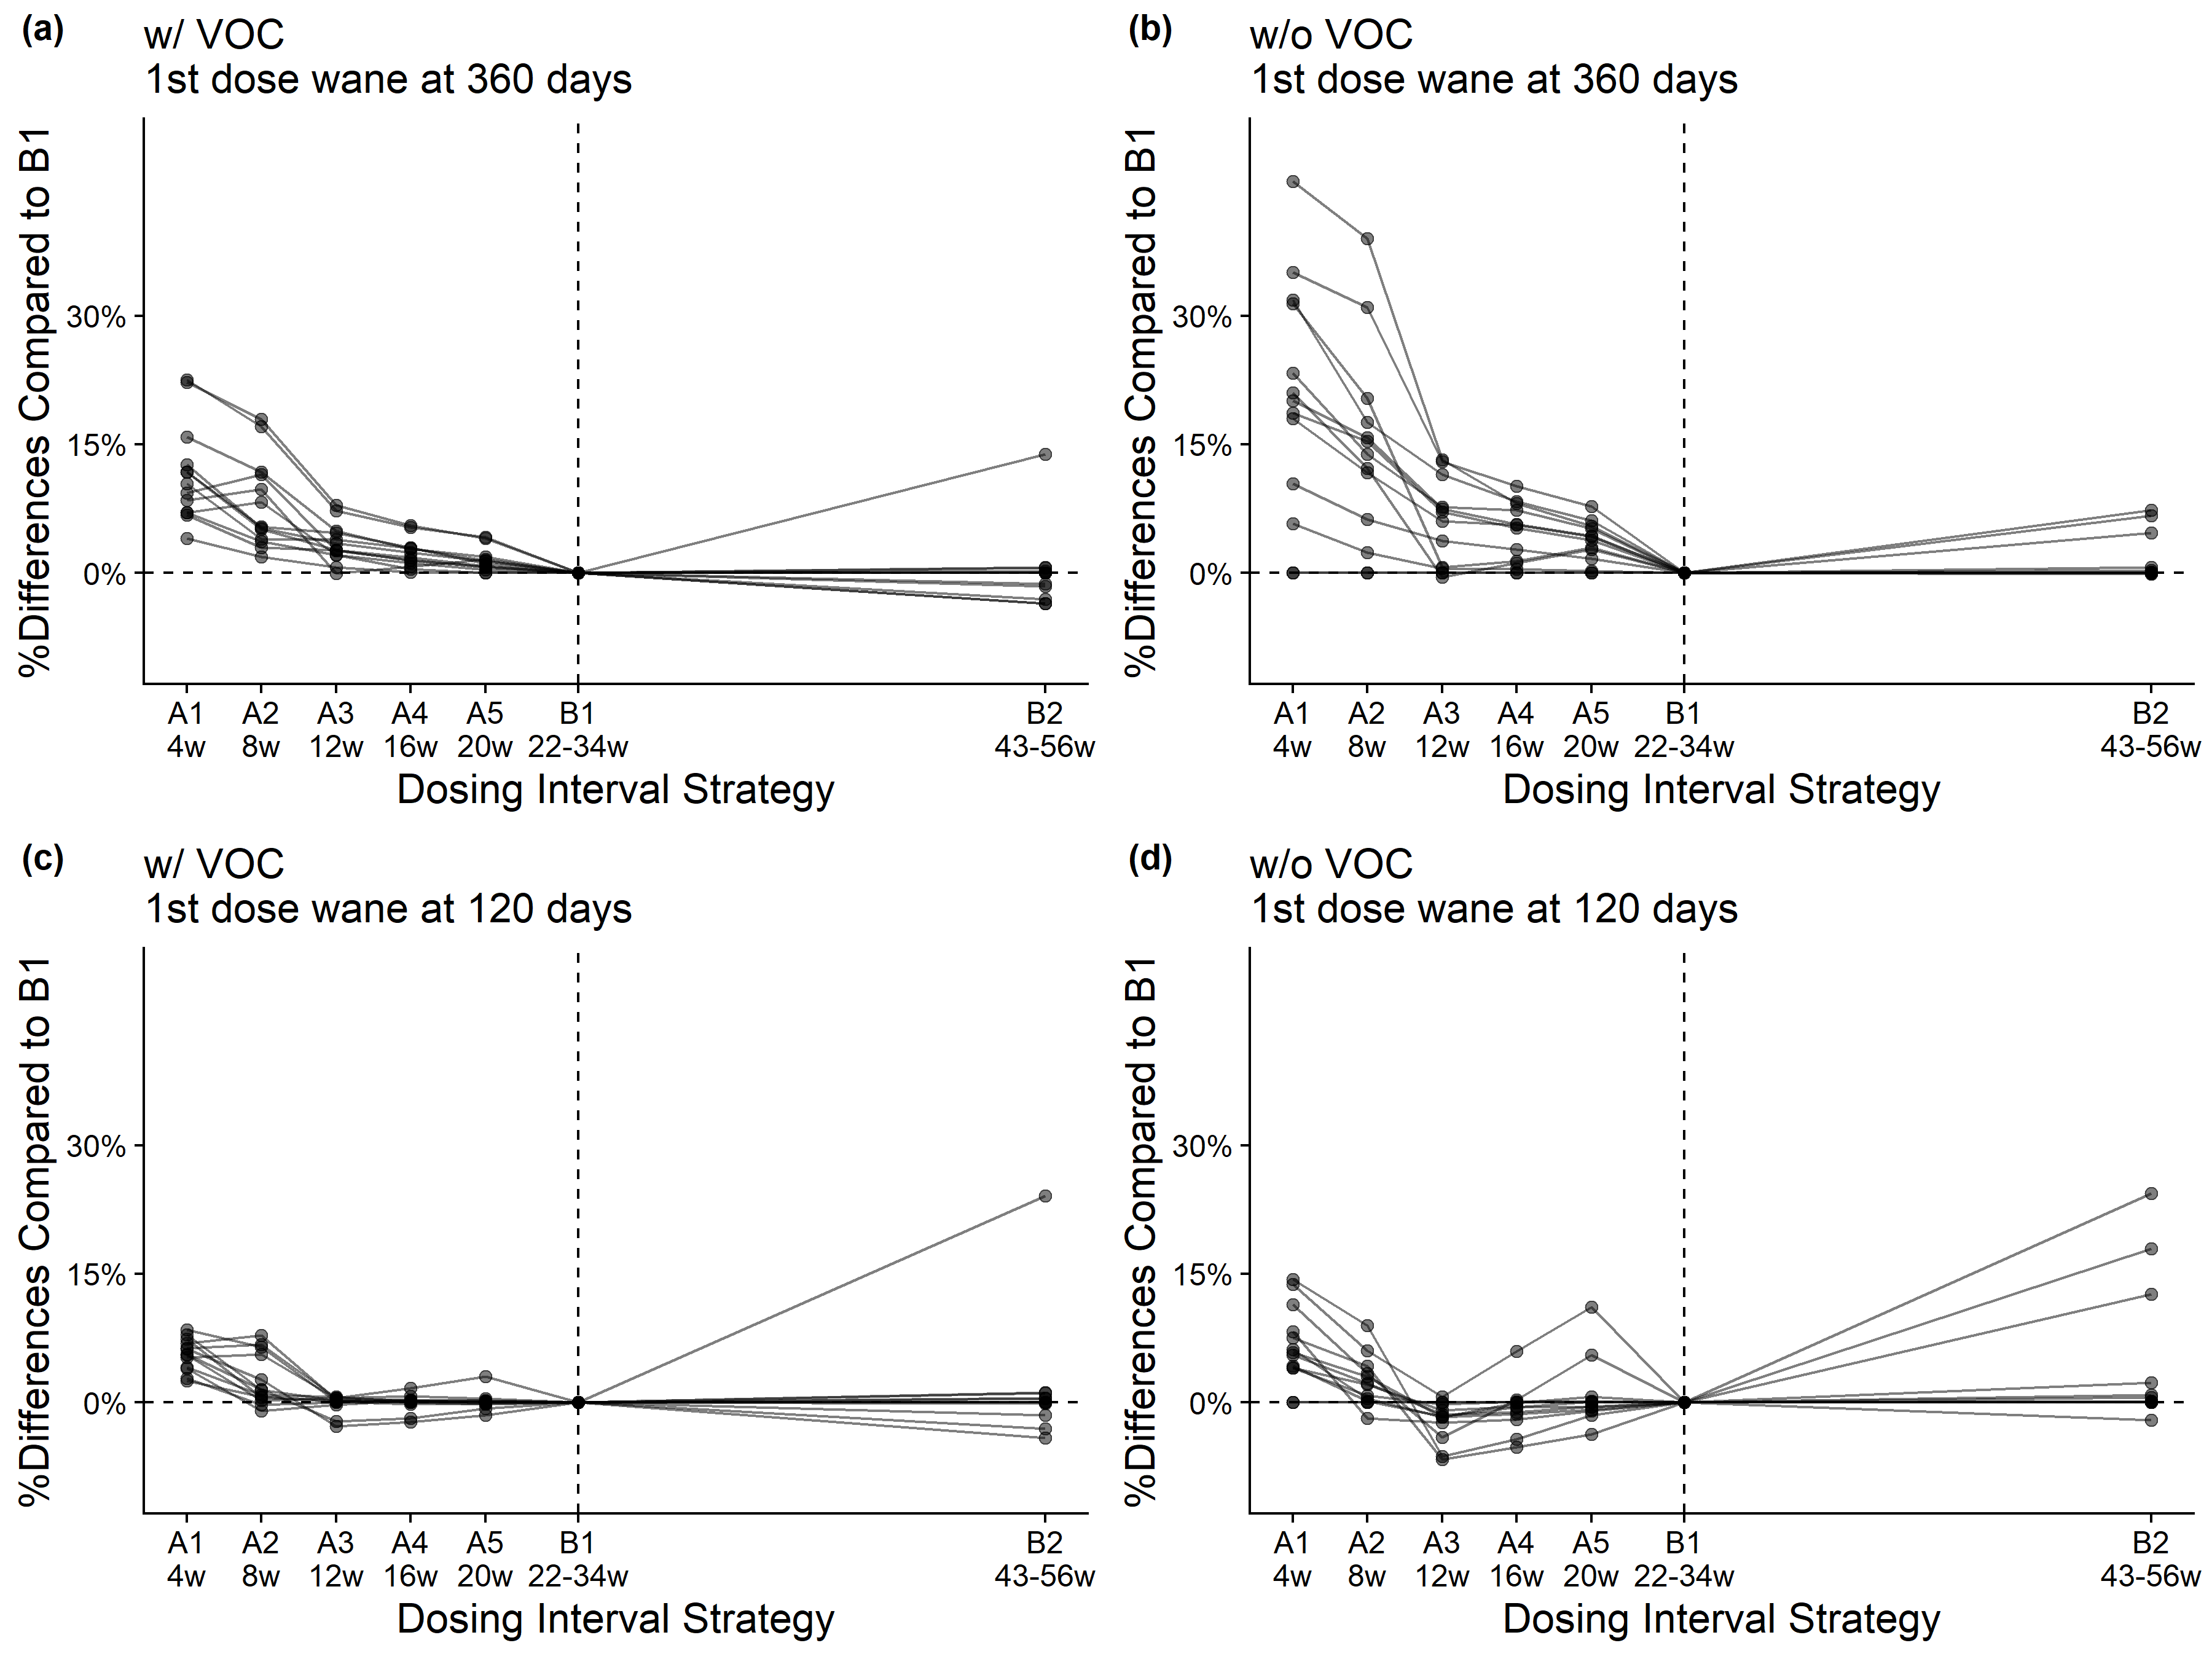 (a)
w/ VOC
1st dose wane at 360 days
%Differences Compared to B1
30%
15%
0%
A1 A2 A3 A4 A5 B1 B2
4w 8w 12w 16w 20w 22-34w 43-56w
Dosing Interval Strategy
(b)
w/o VOC
1st dose wane at 360 days
%Differences Compared to B1
30%
15%
0%
A1 A2 A3 A4 A5 B1 B2
4w 8w 12w 16w 20w 22-34w 43-56w
Dosing Interval Strategy
(c)
w/ VOC
1st dose wane at 120 days
%Differences Compared to B1
30%
15%
0%
A1 A2 A3 A4 A5 B1 B2
4w 8w 12w 16w 20w 22-34w 43-56w
Dosing Interval Strategy
(d)
w/o VOC
1st dose wane at 120 days
%Differences Compared to B1
30%
15%
0%
A1 A2 A3 A4 A5 B1 B2
4w 8w 12w 16w 20w 22-34w 43-56w
Dosing Interval Strategy